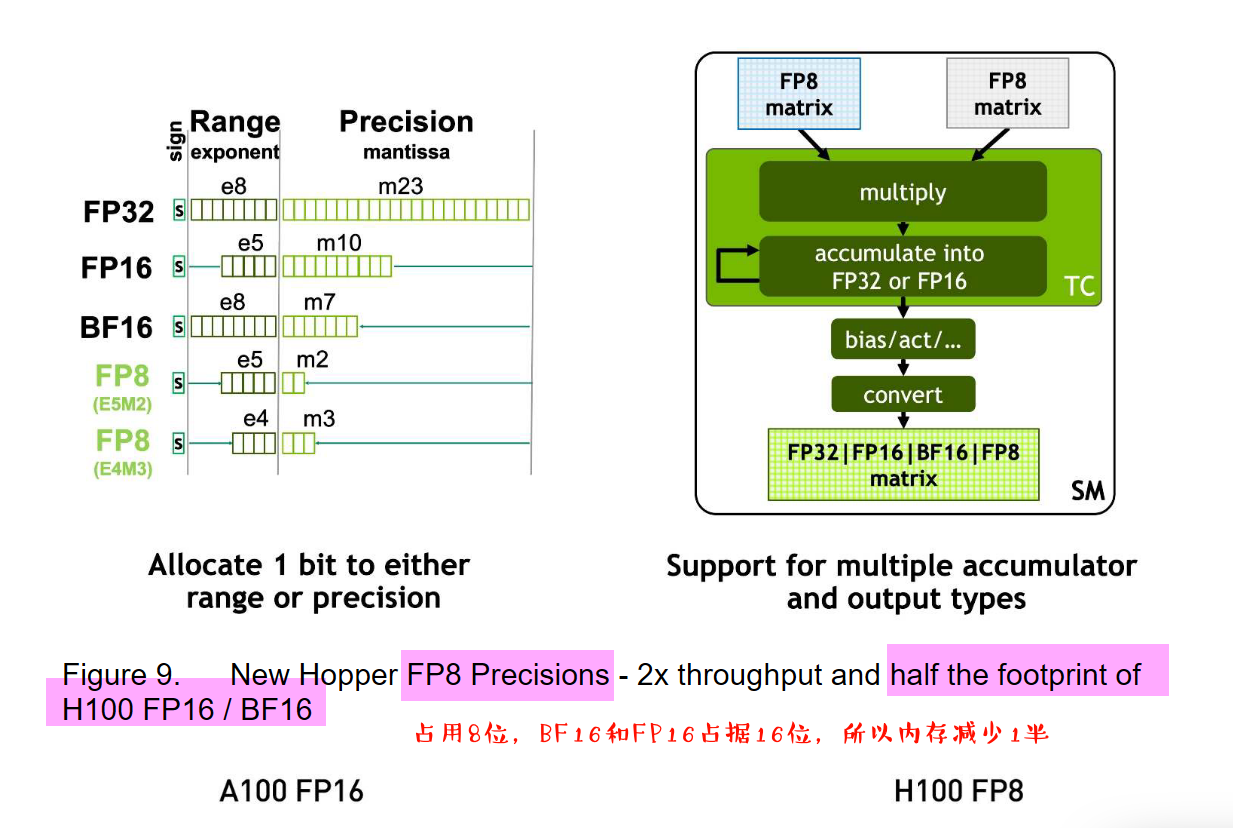 sign
Range
exponent
Precision
mantissa
FP32
s
e8
m23
FP16
s
e5
m10
BF16
s
e8
m7
FP8
(E5M2)
s
e5
m2
FP8
(E4M3)
s
e4
m3
Allocate 1 bit to either
range or precision
FP8
matrix
FP8
matrix
multiply
accumulate into
FP32 or FP16
TC
bias/act/...
convert
FP32|FP16|BF16|FP8
matrix
SM
Support for multiple accumulator
and output types
Figure 9. New Hopper FP8 Precisions - 2x throughput and half the footprint of
H100 FP16 / BF16
占用8位，BF16和FP16占据16位，所以内存减少1半
A100 FP16
H100 FP8